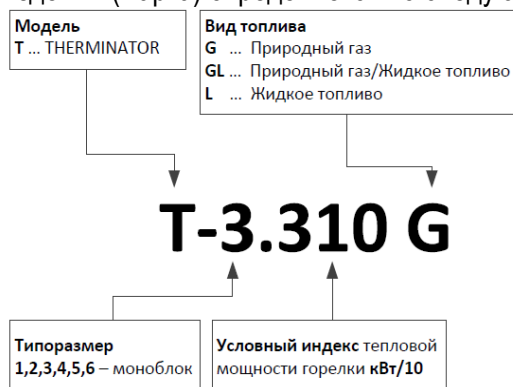 Модель
T ... THERMINATOR
Вид топлива
G ... Природный газ
GL ... Природный газ/Жидкое топливо
L ... Жидкое топливо
T-3.310 G
Типоразмер
1,2,3,4,5,6 – моноблок
Условный индекс тепловой
мощности горелки кВт/10